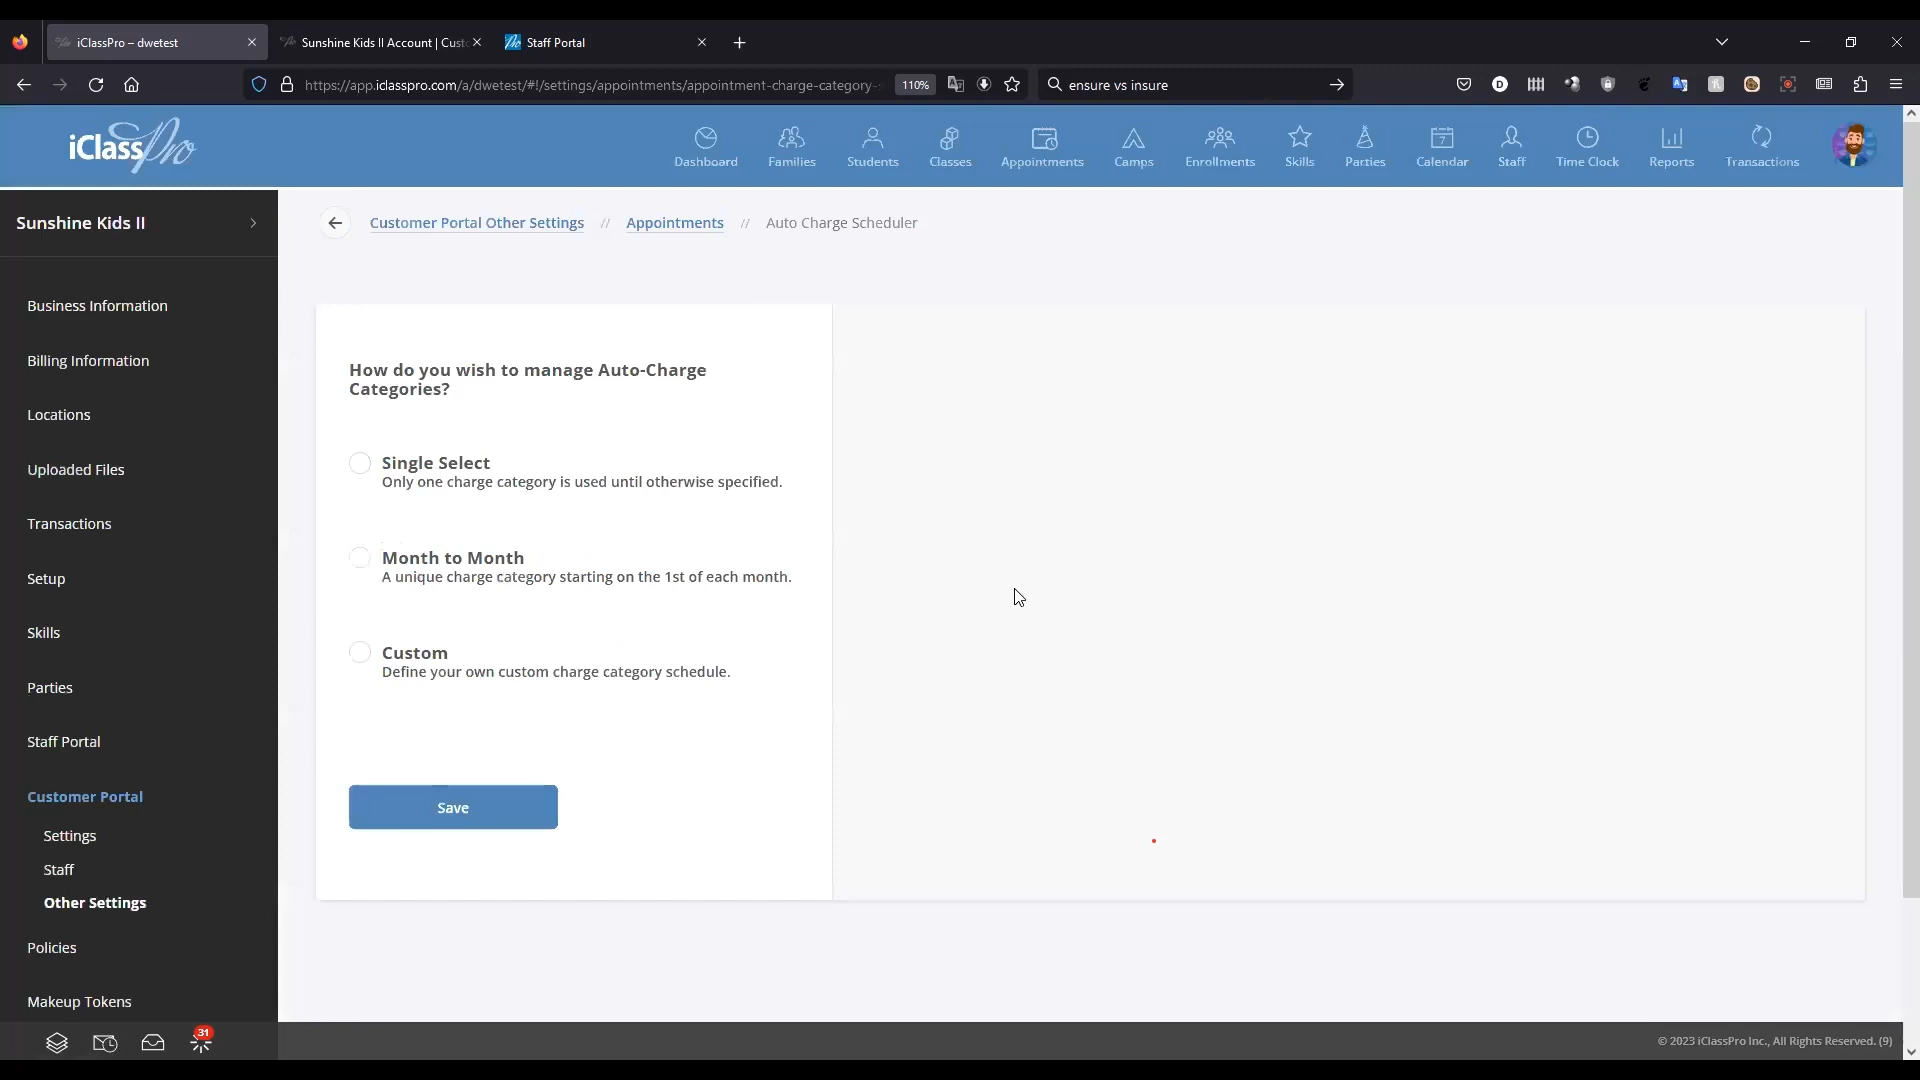 iClassPro – dwetest
Sunshine Kids II Account | Cust
Staff Portal
https://app.iclasspro.com/a/dwetest/#!/settings/appointments/appointment-charge-category-
110%
ensure vs insure
iClassPro
Dashboard
Families
Students
Classes
Appointments
Camps
Enrollments
Skills
Parties
Calendar
Staff
Time Clock
Reports
Transactions
Sunshine Kids II
Customer Portal Other Settings // Appointments // Auto Charge Scheduler
Business Information
Billing Information
Locations
Uploaded Files
Transactions
Setup
Skills
Parties
Staff Portal
Customer Portal
Settings
Staff
Other Settings
Policies
Makeup Tokens
31
How do you wish to manage Auto-Charge
Categories?
Single Select
Only one charge category is used until otherwise specified.
Month to Month
A unique charge category starting on the 1st of each month.
Custom
Define your own custom charge category schedule.
Save
© 2023 iClassPro Inc., All Rights Reserved. (9)